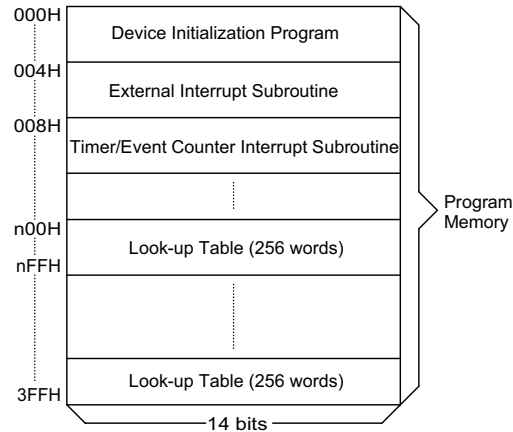 000H
Device Initialization Program
004H
External Interrupt Subroutine
008H
Timer/Event Counter Interrupt Subroutine
Program
Memory
n00H
Look-up Table (256 words)
nFFH
Look-up Table (256 words)
3FFH
14 bits